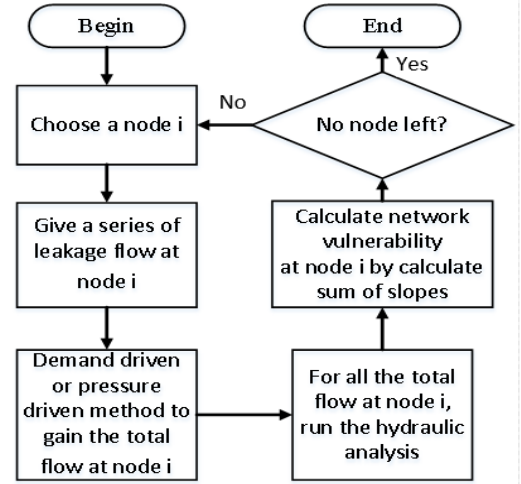 Begin
Choose a node i
Give a series of
leakage flow at
node i
Demand driven
or pressure
driven method to
gain the total
flow at node i
For all the total
flow at node i,
run the hydraulic
analysis
Calculate network
vulnerability
at node i by calculate
sum of slopes
No node left?
No
Yes
End